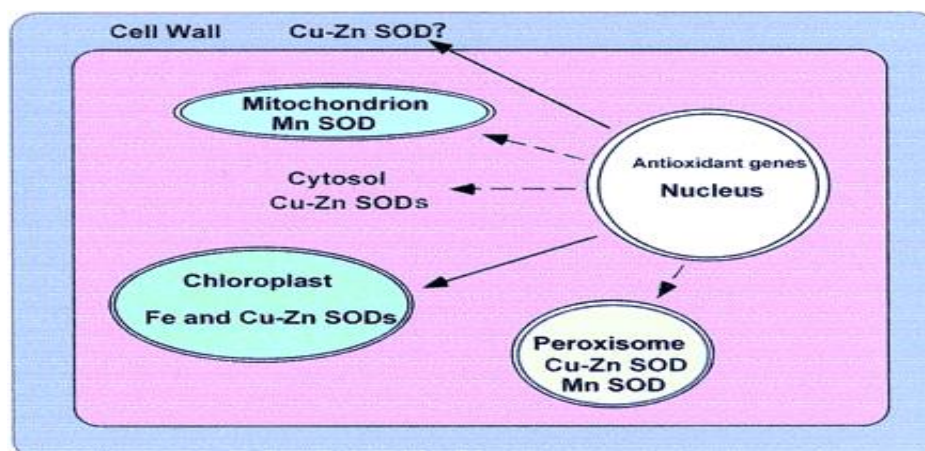 Cell Wall Cu-Zn SOD?
Mitochondrion
Mn SOD
Antioxidant genes
Nucleus
Cytosol
Cu-Zn SODs
Chloroplast
Fe and Cu-Zn SODs
Peroxisome
Cu-Zn SOD
Mn SOD